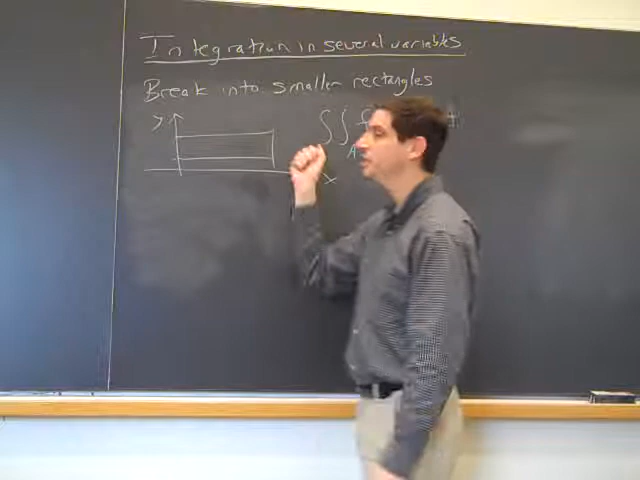 Integration in several variables
Break into smaller rectangles
y
∫∫ f
A
x